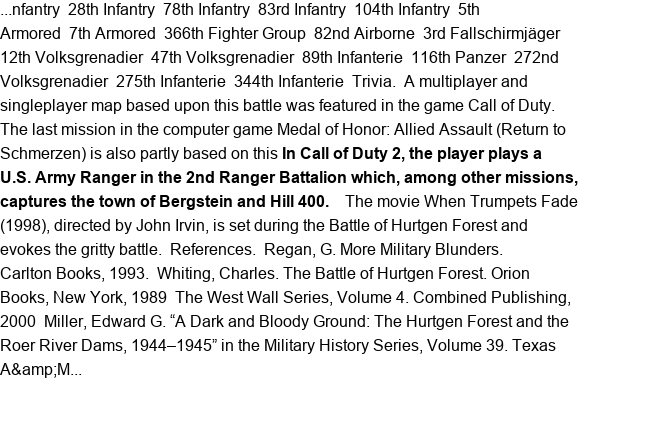 ...nfantry  28th Infantry  78th Infantry  83rd Infantry  104th Infantry  5th
Armored  7th Armored  366th Fighter Group  82nd Airborne  3rd Fallschirmjäger
12th Volksgrenadier  47th Volksgrenadier  89th Infanterie  116th Panzer  272nd
Volksgrenadier  275th Infanterie  344th Infanterie  Trivia.  A multiplayer and
singleplayer map based upon this battle was featured in the game Call of Duty.
The last mission in the computer game Medal of Honor: Allied Assault (Return to
Schmerzen) is also partly based on this In Call of Duty 2, the player plays a
U.S. Army Ranger in the 2nd Ranger Battalion which, among other missions,
captures the town of Bergstein and Hill 400.    The movie When Trumpets Fade
(1998), directed by John Irvin, is set during the Battle of Hurtgen Forest and
evokes the gritty battle.  References.  Regan, G. More Military Blunders.
Carlton Books, 1993.  Whiting, Charles. The Battle of Hurtgen Forest. Orion
Books, New York, 1989  The West Wall Series, Volume 4. Combined Publishing,
2000  Miller, Edward G. “A Dark and Bloody Ground: The Hurtgen Forest and the
Roer River Dams, 1944–1945” in the Military History Series, Volume 39. Texas
A&amp;M...